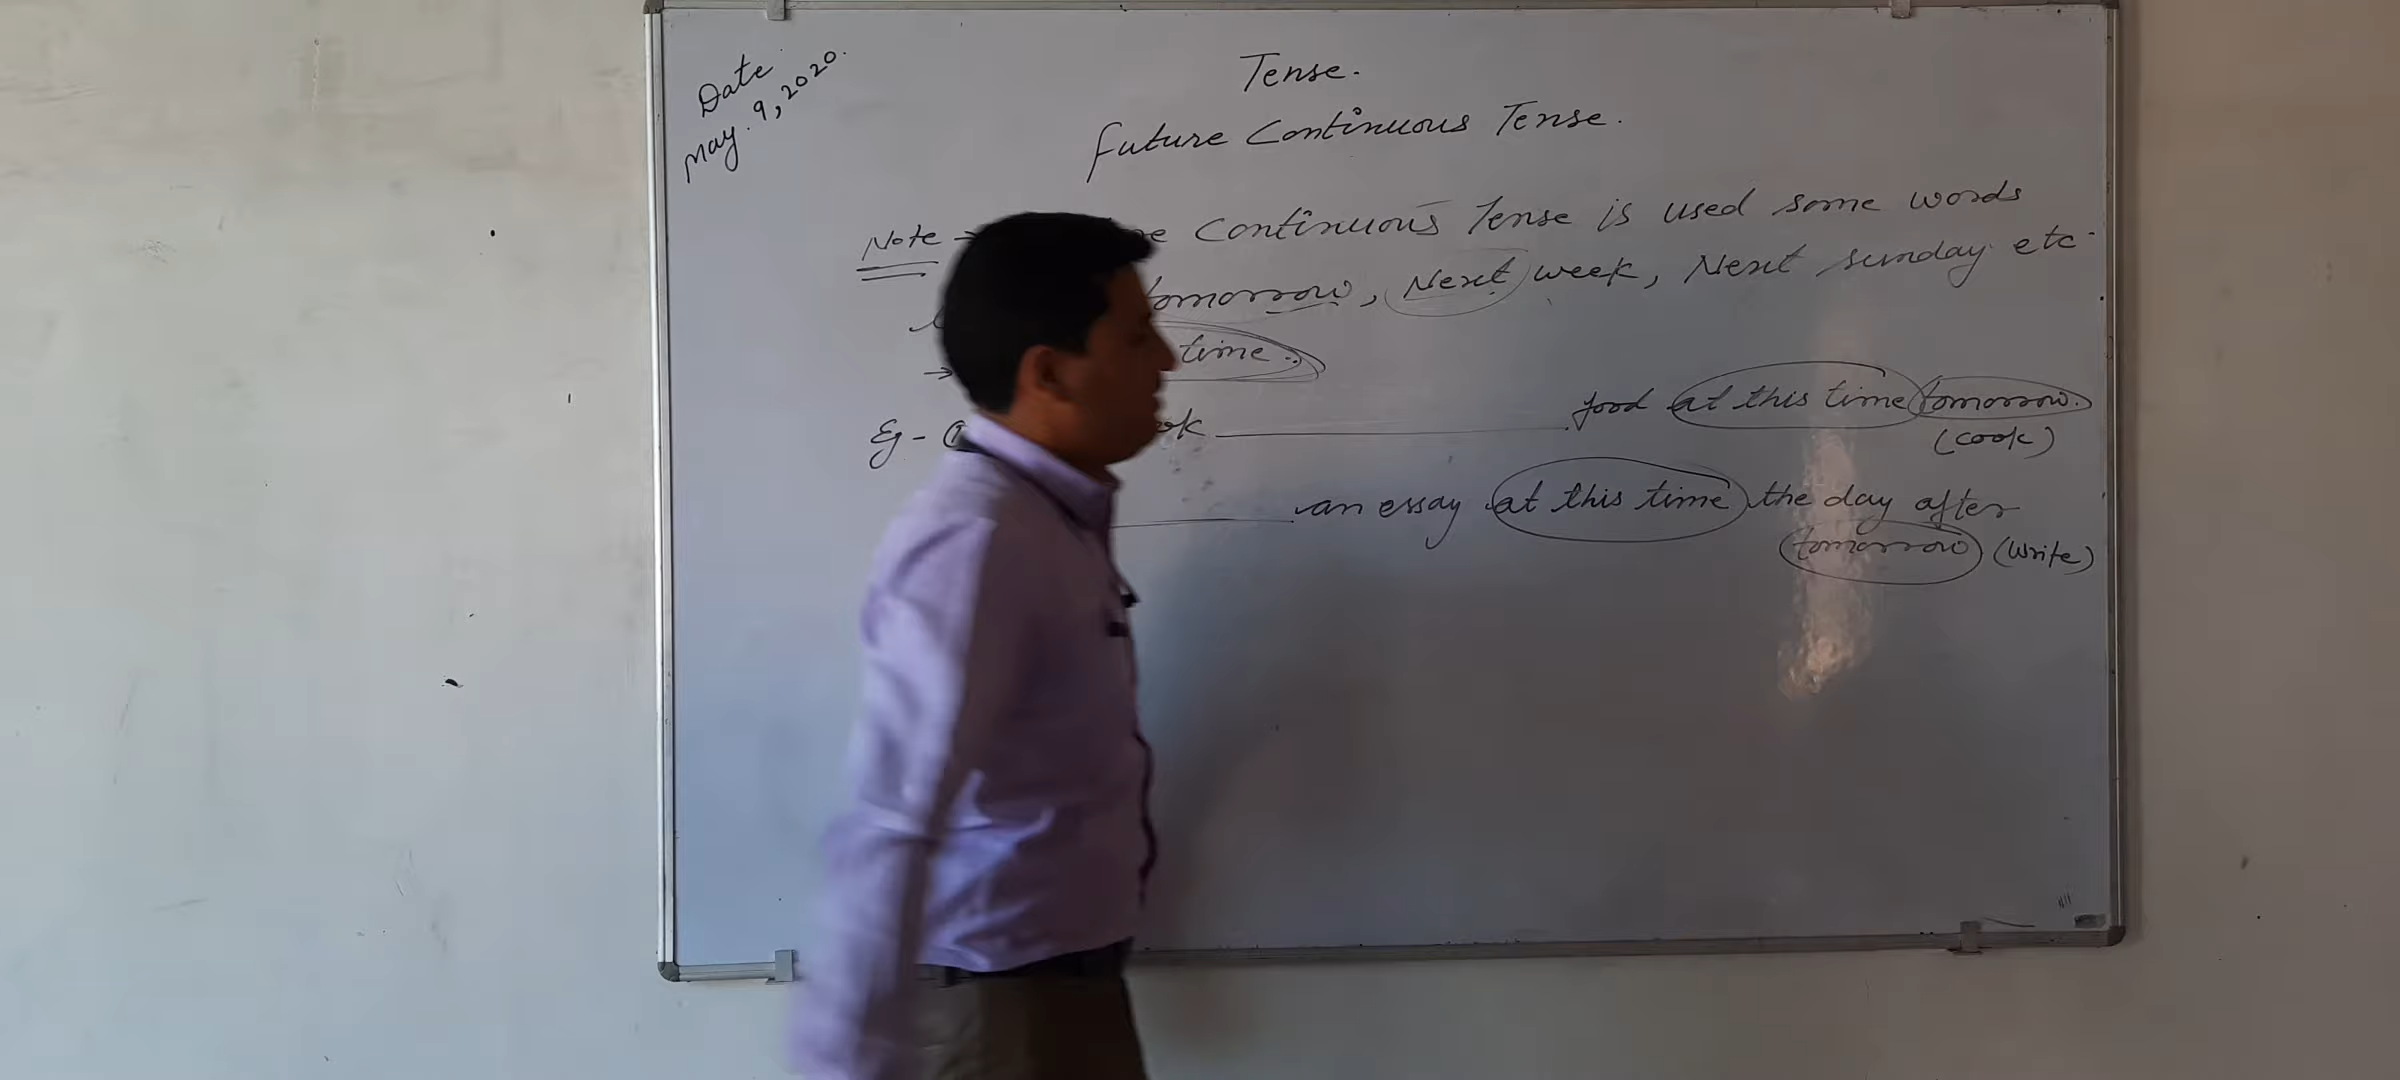 Date
May. 9, 2020.
Tense.
Future Continuous Tense.
Note → Continuous Tense is used some words
tomorrow, Next week, Next sunday etc.
→ time.
Eg - food at this time tomorrow.
(cook)
an essay at this time the day after
tomorrow (write)